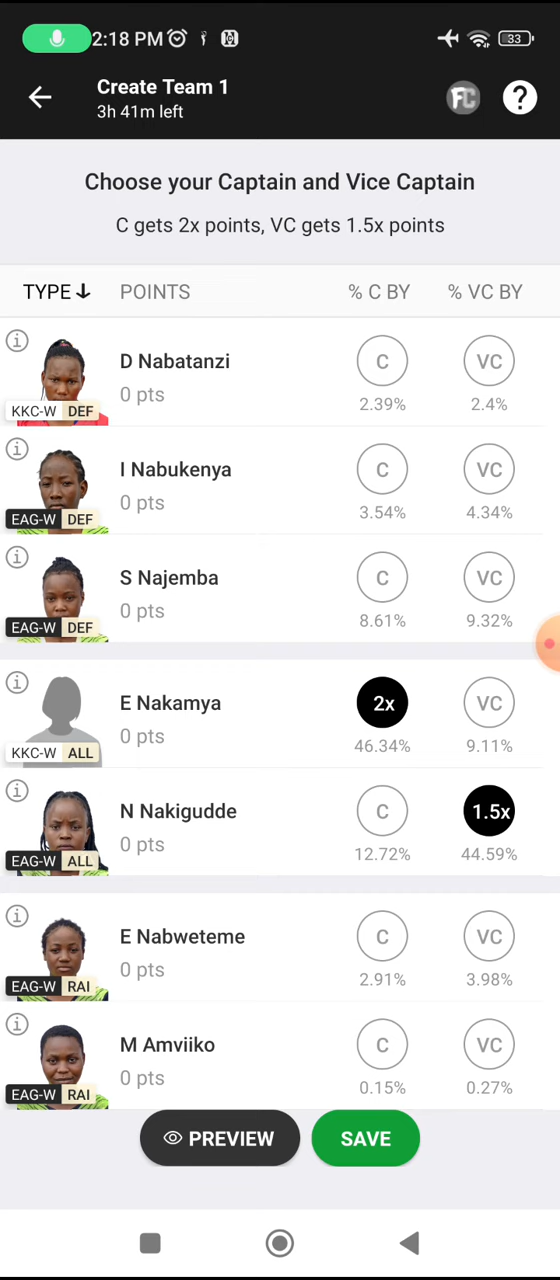 2:18 PM
33
Create Team 1
3h 41m left
FC
?
Choose your Captain and Vice Captain
C gets 2x points, VC gets 1.5x points
TYPE POINTS % C BY % VC BY
D Nabatanzi
0 pts
KKC-W DEF
C
2.39%
VC
2.4%
I Nabukenya
0 pts
EAG-W DEF
C
3.54%
VC
4.34%
S Najemba
0 pts
EAG-W DEF
C
8.61%
VC
9.32%
E Nakamya
0 pts
KKC-W ALL
2x
46.34%
VC
9.11%
N Nakigudde
0 pts
EAG-W ALL
C
12.72%
1.5x
44.59%
E Nabweteme
0 pts
EAG-W RAI
C
2.91%
VC
3.98%
M Amviiko
0 pts
EAG-W RAI
C
0.15%
VC
0.27%
PREVIEW
SAVE